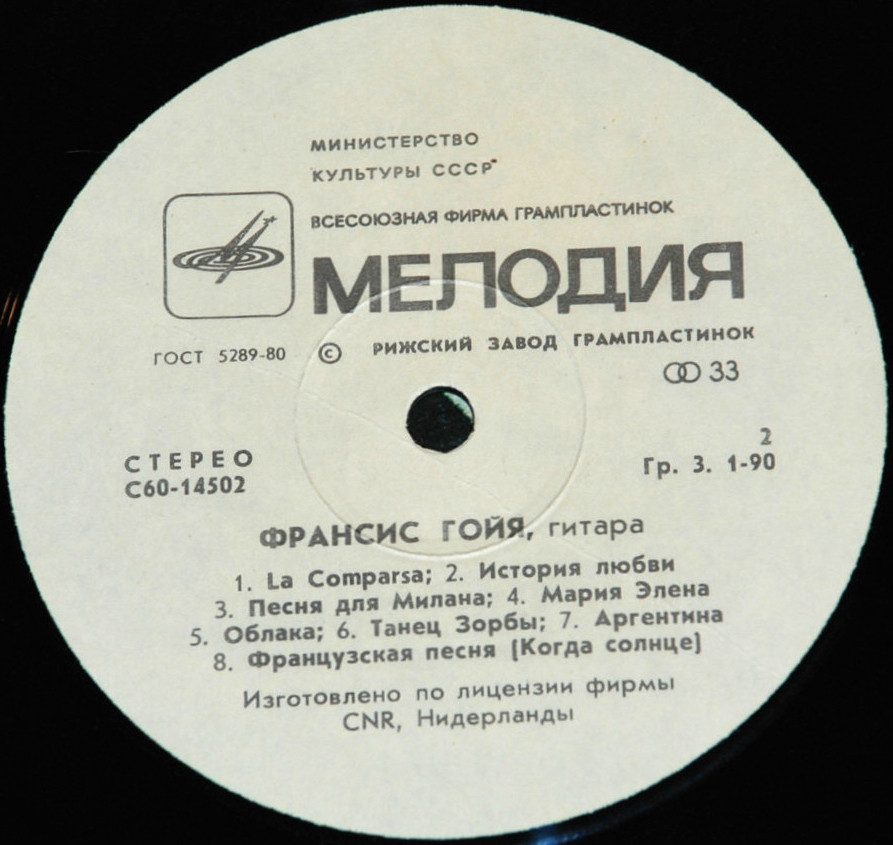 МИНИСТЕРСТВО
КУЛЬТУРЫ СССР
ВСЕСОЮЗНАЯ ФИРМА ГРАМПЛАСТИНОК
МЕЛОДИЯ
ГОСТ 5289-80 © РИЖСКИЙ ЗАВОД ГРАМПЛАСТИНОК
33
2
СТЕРЕО Гр. 3. 1-90
С60-14502
ФРАНСИС ГОЙЯ, гитара
1. La Comparsa; 2. История любви
3. Песня для Милана; 4. Мария Элена
5. Облака; 6. Танец Зорбы; 7. Аргентина
8. Французская песня [Когда солнце]
Изготовлено по лицензии фирмы
CNR, Нидерланды